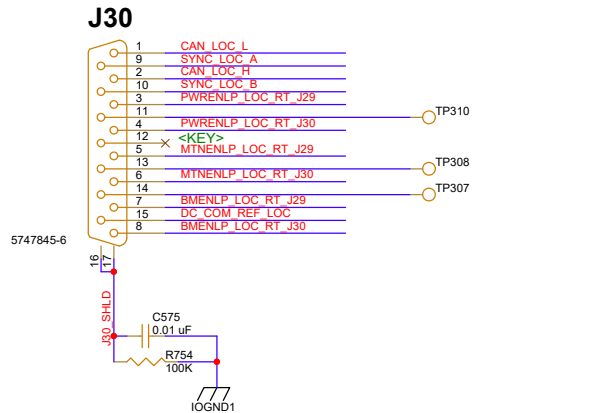 J30
1 CAN_LOC_L
9 SYNC_LOC_A
2 CAN_LOC_H
10 SYNC_LOC_B
3 PWRENLP_LOC_RT_J29
11 TP310
4 PWRENLP_LOC_RT_J30
12 <KEY>
5 MTNENLP_LOC_RT_J29
13 TP308
6 MTNENLP_LOC_RT_J30
14 TP307
7 BMENLP_LOC_RT_J29
15 DC_COM_REF_LOC
8 BMENLP_LOC_RT_J30
5747845-6
16
17
J30_SHLD
C575
0.01 uF
R754
100K
IOGND1